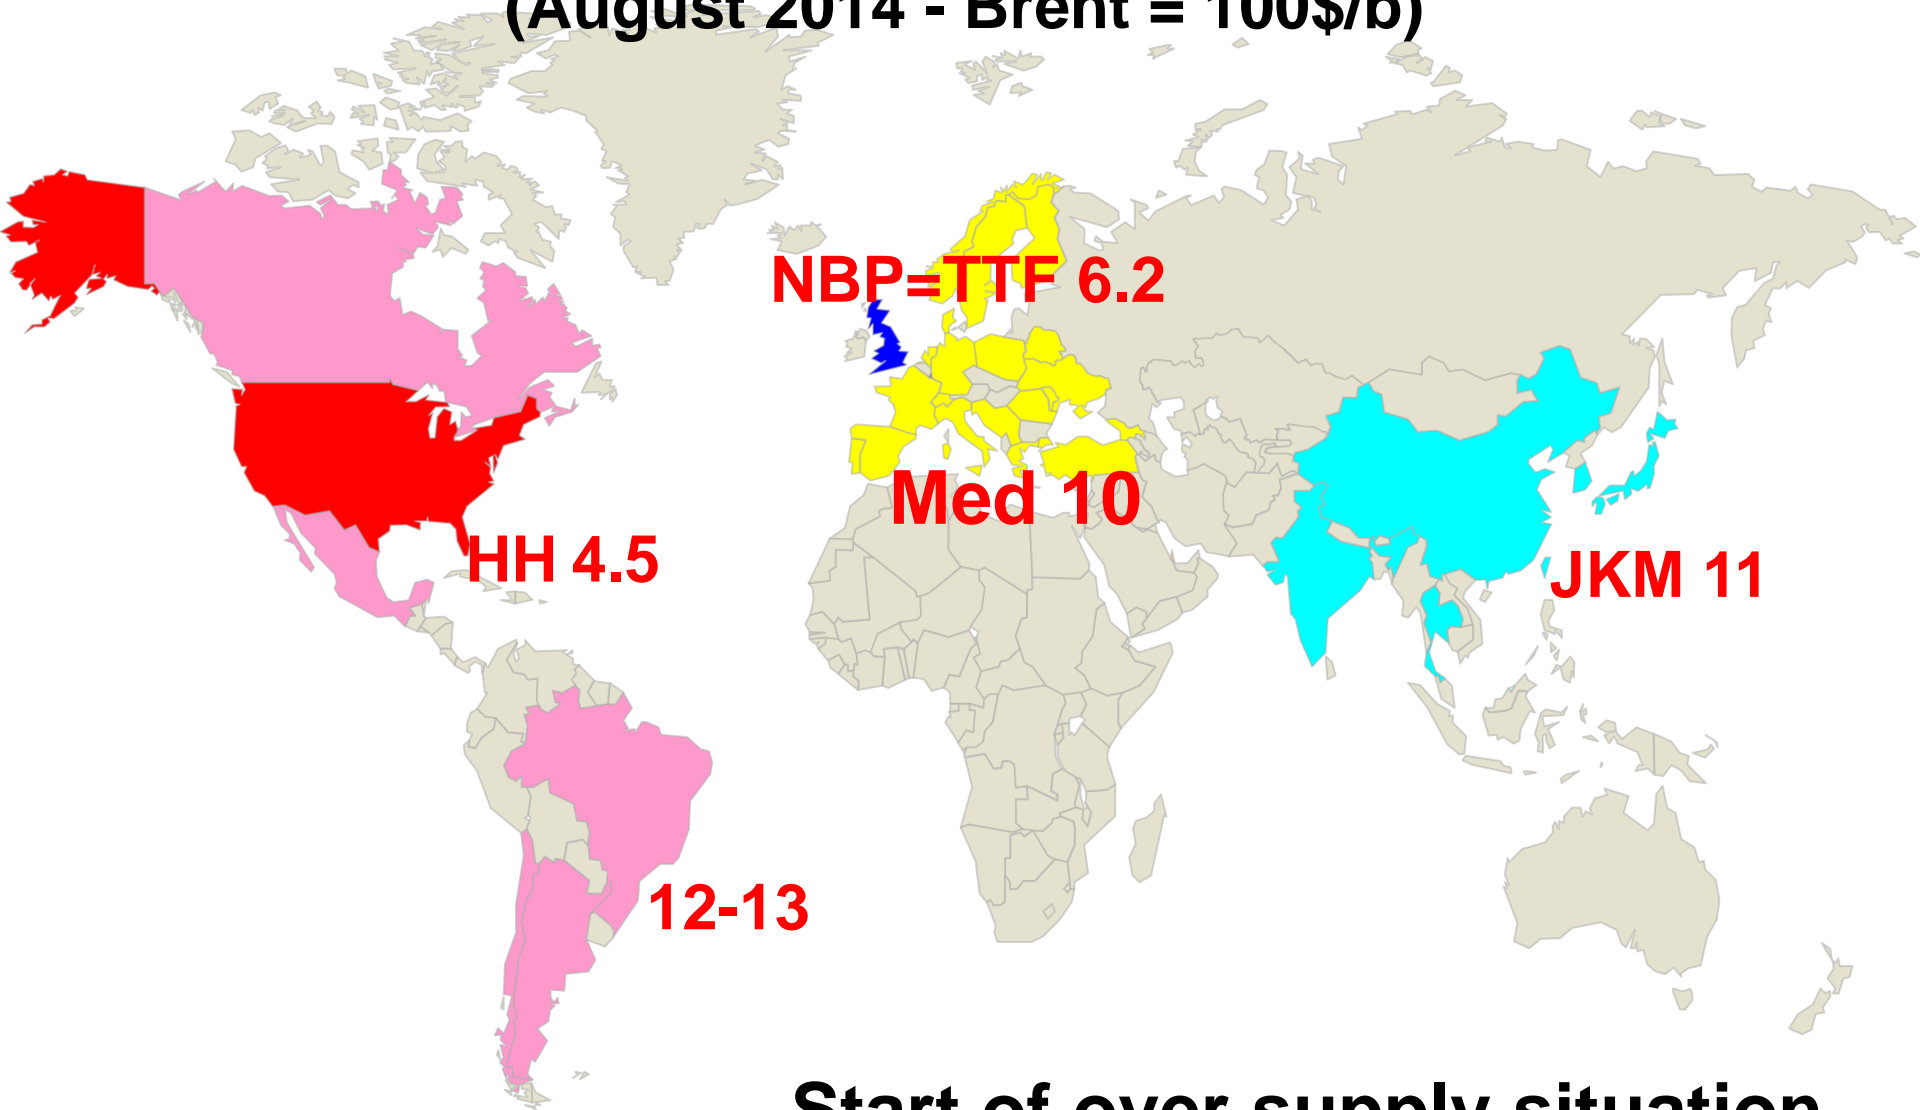 (August 2014 - Brent = 100$/b)
NBP=TTF 6.2
Med 10
HH 4.5
JKM 11
12-13
Start of over supply situation